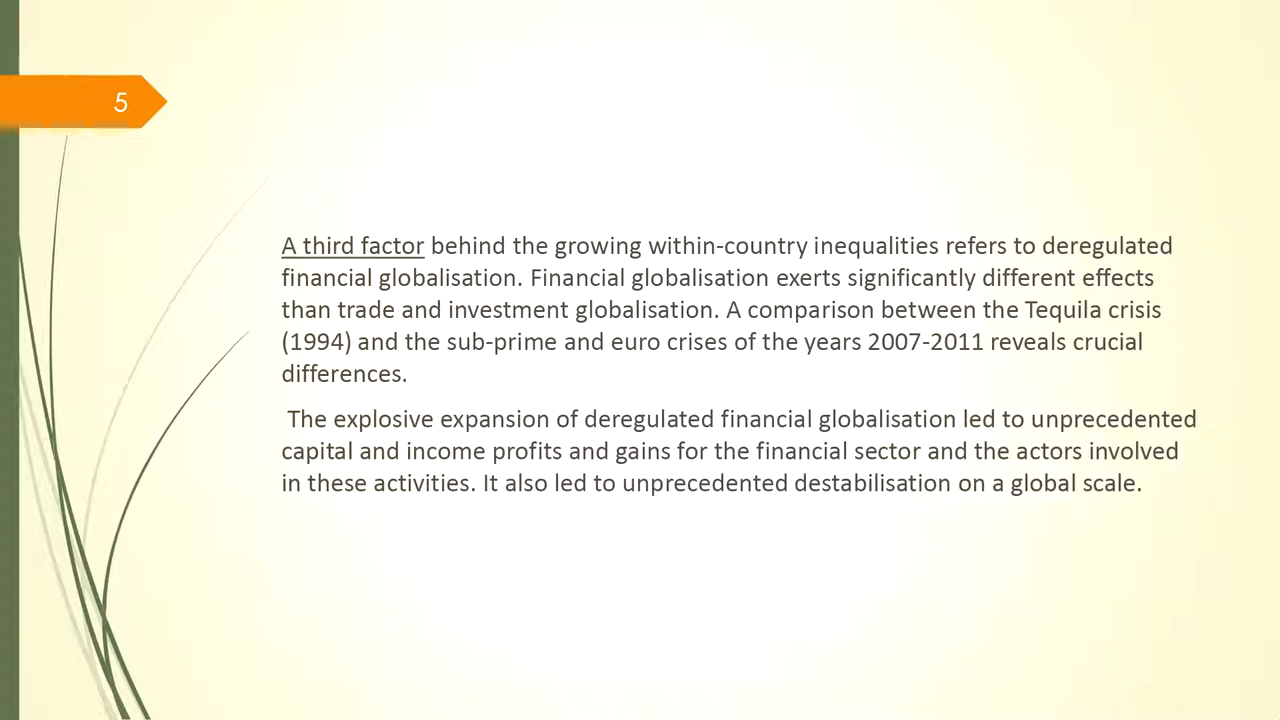 5
A third factor behind the growing within-country inequalities refers to deregulated
financial globalisation. Financial globalisation exerts significantly different effects
than trade and investment globalisation. A comparison between the Tequila crisis
(1994) and the sub-prime and euro crises of the years 2007-2011 reveals crucial
differences.
The explosive expansion of deregulated financial globalisation led to unprecedented
capital and income profits and gains for the financial sector and the actors involved
in these activities. It also led to unprecedented destabilisation on a global scale.